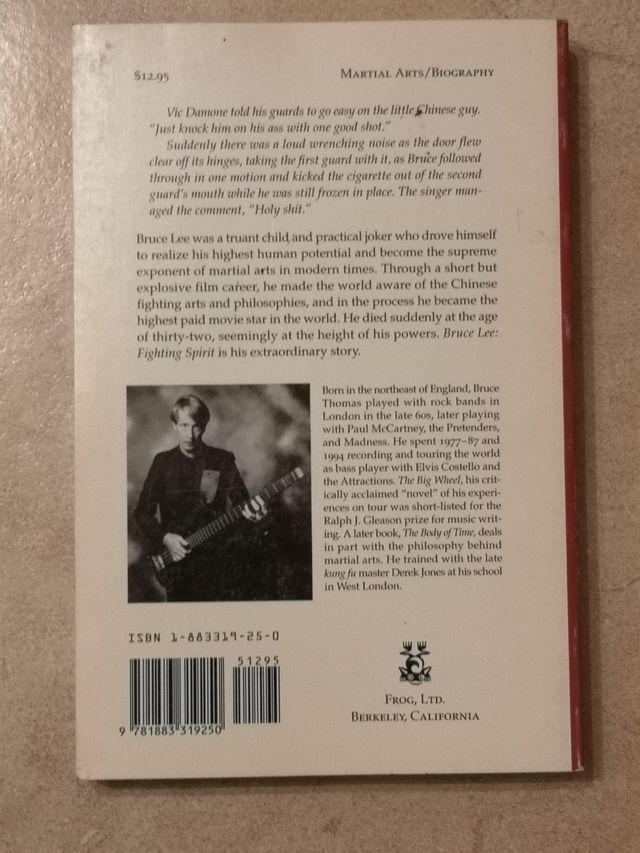 $12.95
MARTIAL ARTS/BIOGRAPHY
Vic Damone told his guards to go easy on the little Chinese guy.
"Just knock him on his ass with one good shot."
Suddenly there was a loud wrenching noise as the door flew
clear off its hinges, taking the first guard with it, as Bruce followed
through in one motion and kicked the cigarette out of the second
guard's mouth while he was still frozen in place. The singer man-
aged the comment, "Holy shit."
Bruce Lee was a truant child and practical joker who drove himself
to realize his highest human potential and become the supreme
exponent of martial arts in modern times. Through a short but
explosive film career, he made the world aware of the Chinese
fighting arts and philosophies, and in the process he became the
highest paid movie star in the world. He died suddenly at the age
of thirty-two, seemingly at the height of his powers. Bruce Lee:
Fighting Spirit is his extraordinary story.
Born in the northeast of England, Bruce
Thomas played with rock bands in
London in the late 60s, later playing
with Paul McCartney, the Pretenders,
and Madness. He spent 1977–87 and
1994 recording and touring the world
as bass player with Elvis Costello and
the Attractions. The Big Wheel, his crit-
ically acclaimed "novel" of his experi-
ences on tour was short-listed for the
Ralph J. Gleason prize for music writ-
ing. A later book, The Body of Time, deals
in part with the philosophy behind
martial arts. He trained with the late
kung fu master Derek Jones at his school
in West London.
ISBN 1-883319-25-0
51295
9 781883 319250
FROG, LTD.
BERKELEY, CALIFORNIA